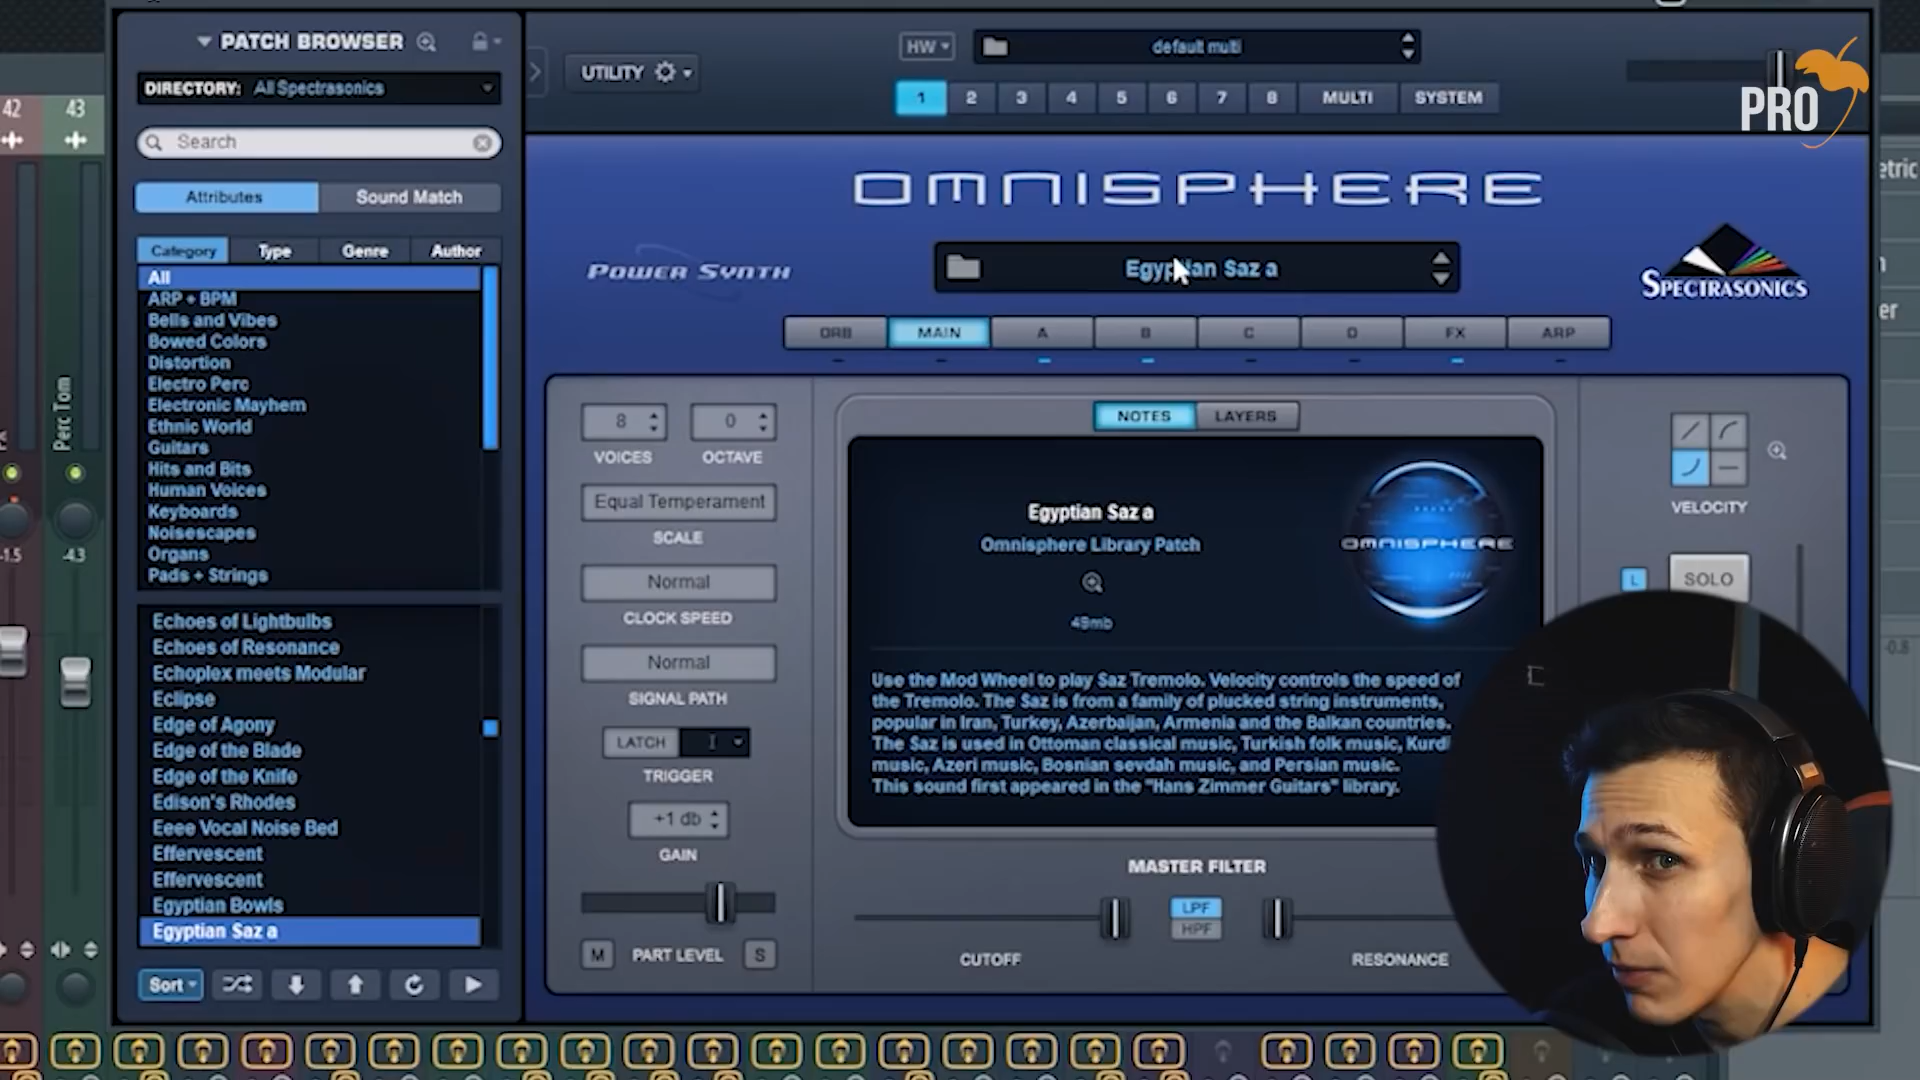 PATCH BROWSER
DIRECTORY: All Spectrasonics
Search
Attributes
Sound Match
Category
Type
Genre
Author
All
ARP + BPM
Bells and Vibes
Bowed Colors
Distortion
Electro Perc
Electronic Mayhem
Ethnic World
Guitars
Hits and Bits
Human Voices
Keyboards
Noisescapes
Organs
Pads + Strings
Echoes of Lightbulbs
Echoes of Resonance
Echoplex meets Modular
Eclipse
Edge of Agony
Edge of the Blade
Edge of the Knife
Edison's Rhodes
Eeee Vocal Noise Bed
Effervescent
Effervescent
Egyptian Bowls
Egyptian Saz a
Sort
42
43
Perc Tom
-1.5
-4.3
UTILITY
HW
default multi
1 2 3 4 5 6 7 8 MULTI SYSTEM
PRO
OMNISPHERE
POWER SYNTH
Egyptian Saz a
SPECTRASONICS
ORB MAIN A B C D FX ARP
8
0
VOICES
OCTAVE
Equal Temperament
SCALE
Normal
CLOCK SPEED
Normal
SIGNAL PATH
LATCH
TRIGGER
+1 db
GAIN
M PART LEVEL S
NOTES LAYERS
Egyptian Saz a
Omnisphere Library Patch
49mb
OMNISPHERE
Use the Mod Wheel to play Saz Tremolo. Velocity controls the speed of
the Tremolo. The Saz is from a family of plucked string instruments,
popular in Iran, Turkey, Azerbaijan, Armenia and the Balkan countries.
The Saz is used in Ottoman classical music, Turkish folk music, Kurdi
music, Azeri music, Bosnian sevdah music, and Persian music.
This sound first appeared in the "Hans Zimmer Guitars" library.
MASTER FILTER
LPF
HPF
CUTOFF
RESONANCE
VELOCITY
L
SOLO
etric
er
-0.8